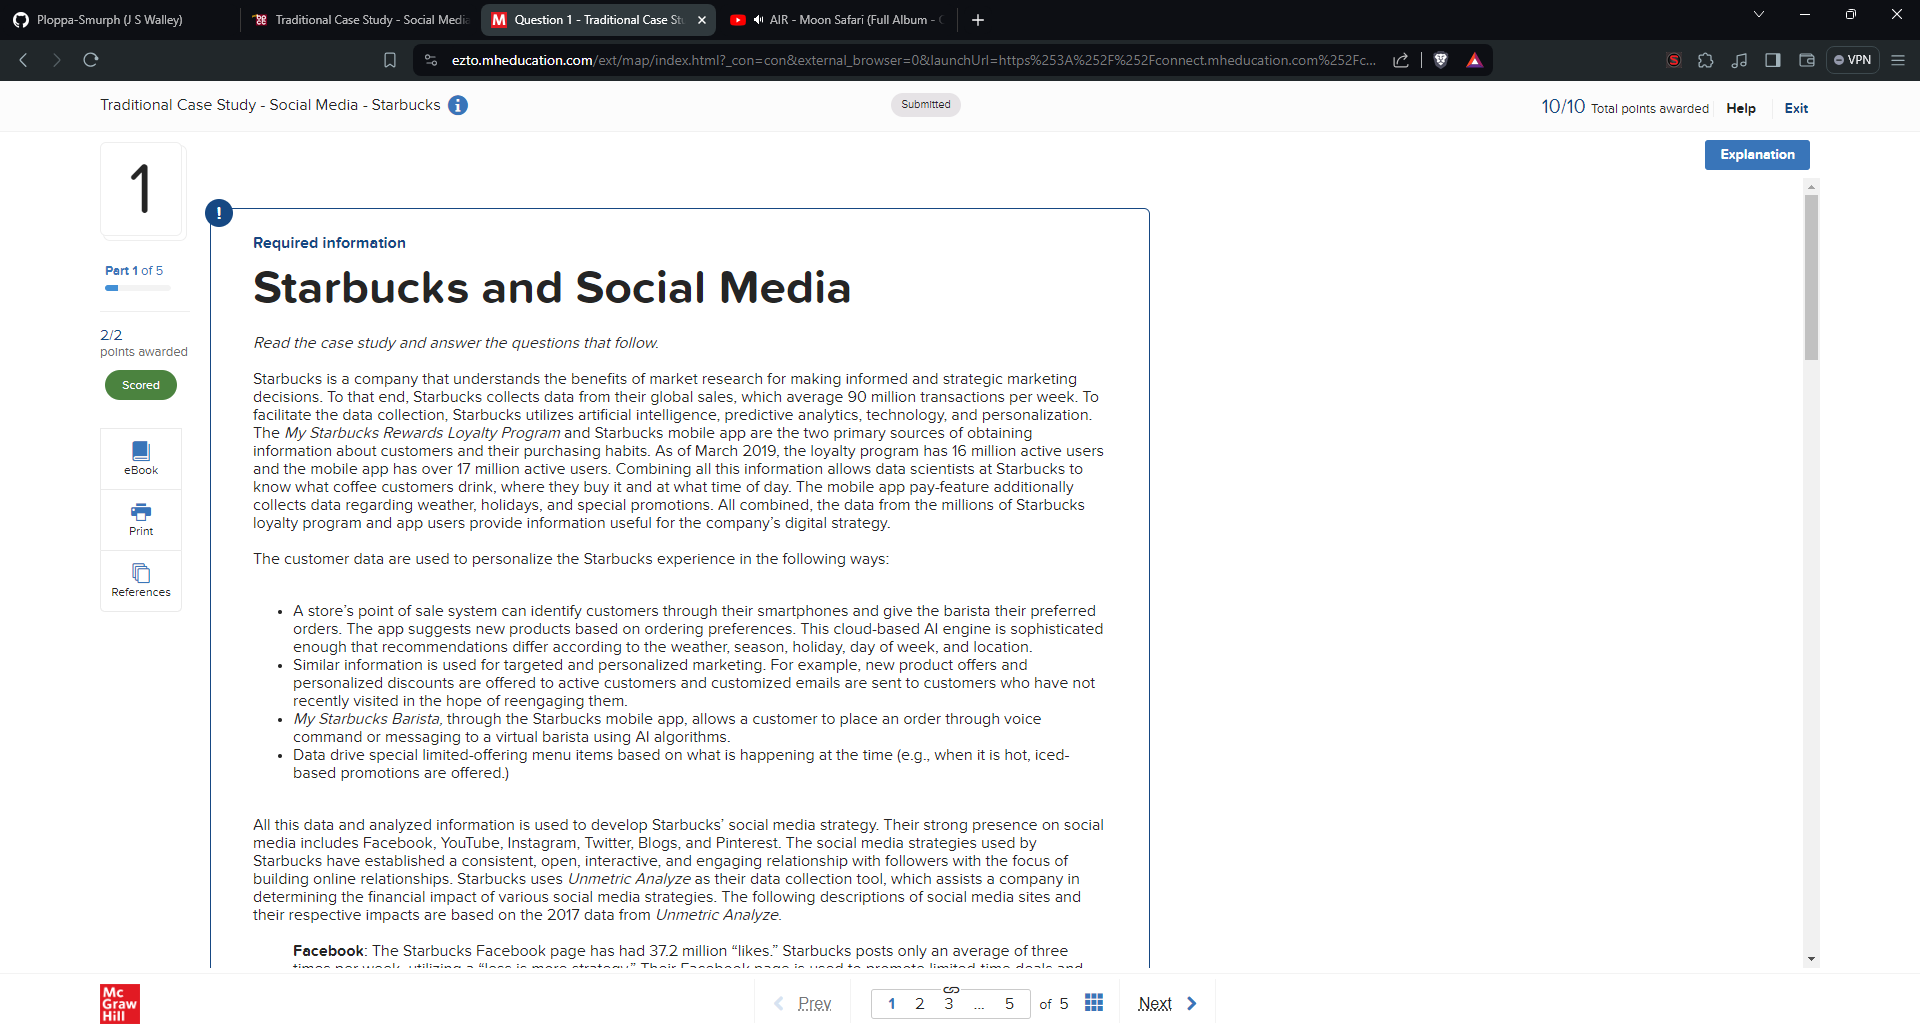 Ploppa-Smurph (J S Walley)
Traditional Case Study - Social Media
Question 1 - Traditional Case St
AIR - Moon Safari (Full Album -
ezto.mheducation.com/ext/map/index.html?_con=con&external_browser=0&launchUrl=https%253A%252F%252Fconnect.mheducation.com%252Fc...
VPN
Traditional Case Study - Social Media - Starbucks
Submitted
10/10 Total points awarded
Help
Exit
Explanation
1
Part 1 of 5
2/2
points awarded
Scored
eBook
Print
References
Required information
Starbucks and Social Media
Read the case study and answer the questions that follow.
Starbucks is a company that understands the benefits of market research for making informed and strategic marketing
decisions. To that end, Starbucks collects data from their global sales, which average 90 million transactions per week. To
facilitate the data collection, Starbucks utilizes artificial intelligence, predictive analytics, technology, and personalization.
The My Starbucks Rewards Loyalty Program and Starbucks mobile app are the two primary sources of obtaining
information about customers and their purchasing habits. As of March 2019, the loyalty program has 16 million active users
and the mobile app has over 17 million active users. Combining all this information allows data scientists at Starbucks to
know what coffee customers drink, where they buy it and at what time of day. The mobile app pay-feature additionally
collects data regarding weather, holidays, and special promotions. All combined, the data from the millions of Starbucks
loyalty program and app users provide information useful for the company's digital strategy.
The customer data are used to personalize the Starbucks experience in the following ways:
• A store's point of sale system can identify customers through their smartphones and give the barista their preferred
orders. The app suggests new products based on ordering preferences. This cloud-based AI engine is sophisticated
enough that recommendations differ according to the weather, season, holiday, day of week, and location.
• Similar information is used for targeted and personalized marketing. For example, new product offers and
personalized discounts are offered to active customers and customized emails are sent to customers who have not
recently visited in the hope of reengaging them.
• My Starbucks Barista, through the Starbucks mobile app, allows a customer to place an order through voice
command or messaging to a virtual barista using AI algorithms.
• Data drive special limited-offering menu items based on what is happening at the time (e.g., when it is hot, iced-
based promotions are offered.)
All this data and analyzed information is used to develop Starbucks' social media strategy. Their strong presence on social
media includes Facebook, YouTube, Instagram, Twitter, Blogs, and Pinterest. The social media strategies used by
Starbucks have established a consistent, open, interactive, and engaging relationship with followers with the focus of
building online relationships. Starbucks uses Unmetric Analyze as their data collection tool, which assists a company in
determining the financial impact of various social media strategies. The following descriptions of social media sites and
their respective impacts are based on the 2017 data from Unmetric Analyze.
Facebook: The Starbucks Facebook page has had 37.2 million "likes." Starbucks posts only an average of three
times per week, utilizing a "less is more strategy." Their Facebook page is used to promote limited-time deals and
Mc
Graw
Hill
Prev
1 2 3 ... 5 of 5
Next